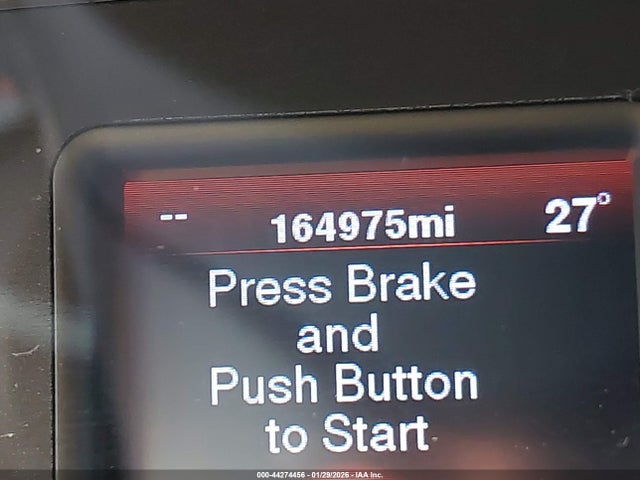 -- 164975mi 27°
Press Brake
and
Push Button
to Start
000-44274456 - 01/29/2026 - IAA Inc.